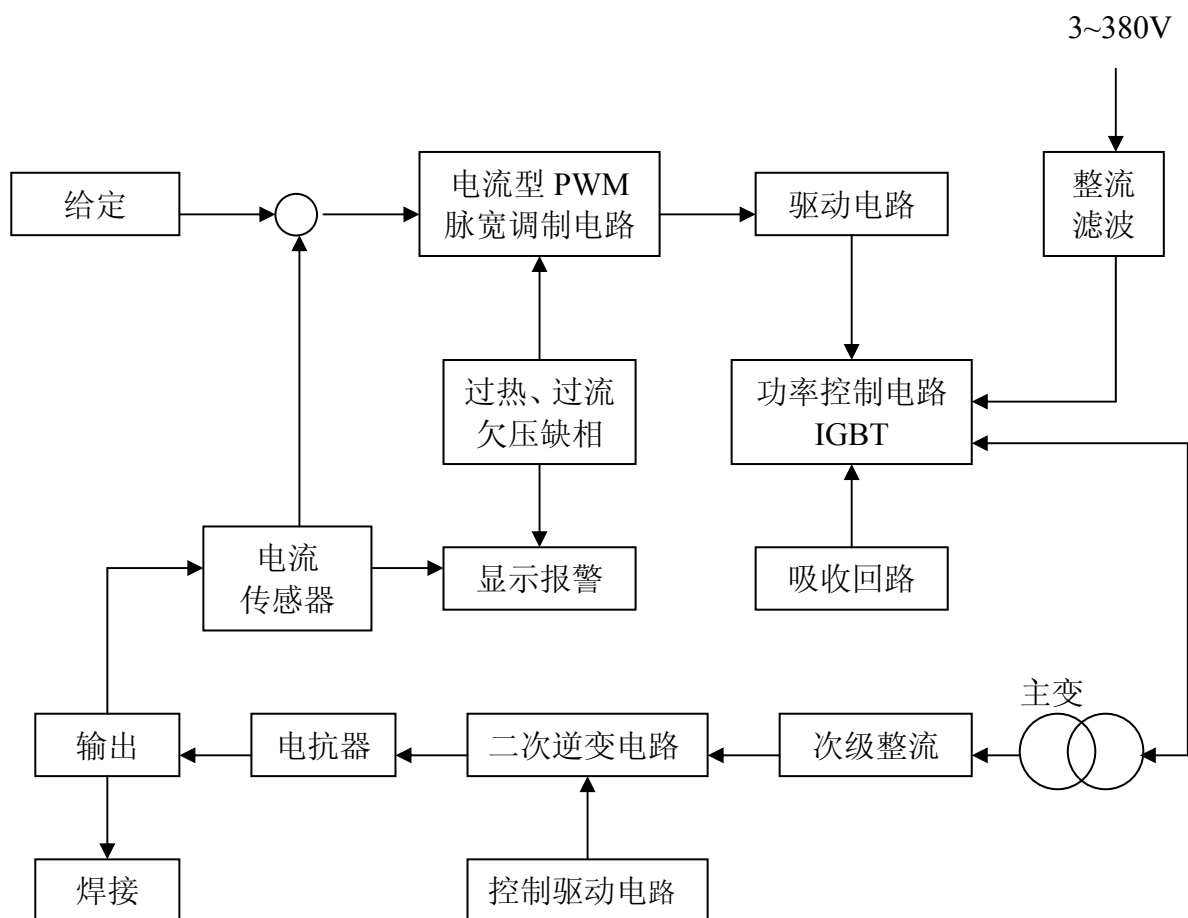 3~380V
给定
电流型 PWM
脉宽调制电路
驱动电路
整流
滤波
过热、过流
欠压缺相
功率控制电路
IGBT
电流
传感器
显示报警
吸收回路
主变
输出
电抗器
二次逆变电路
次级整流
焊接
控制驱动电路